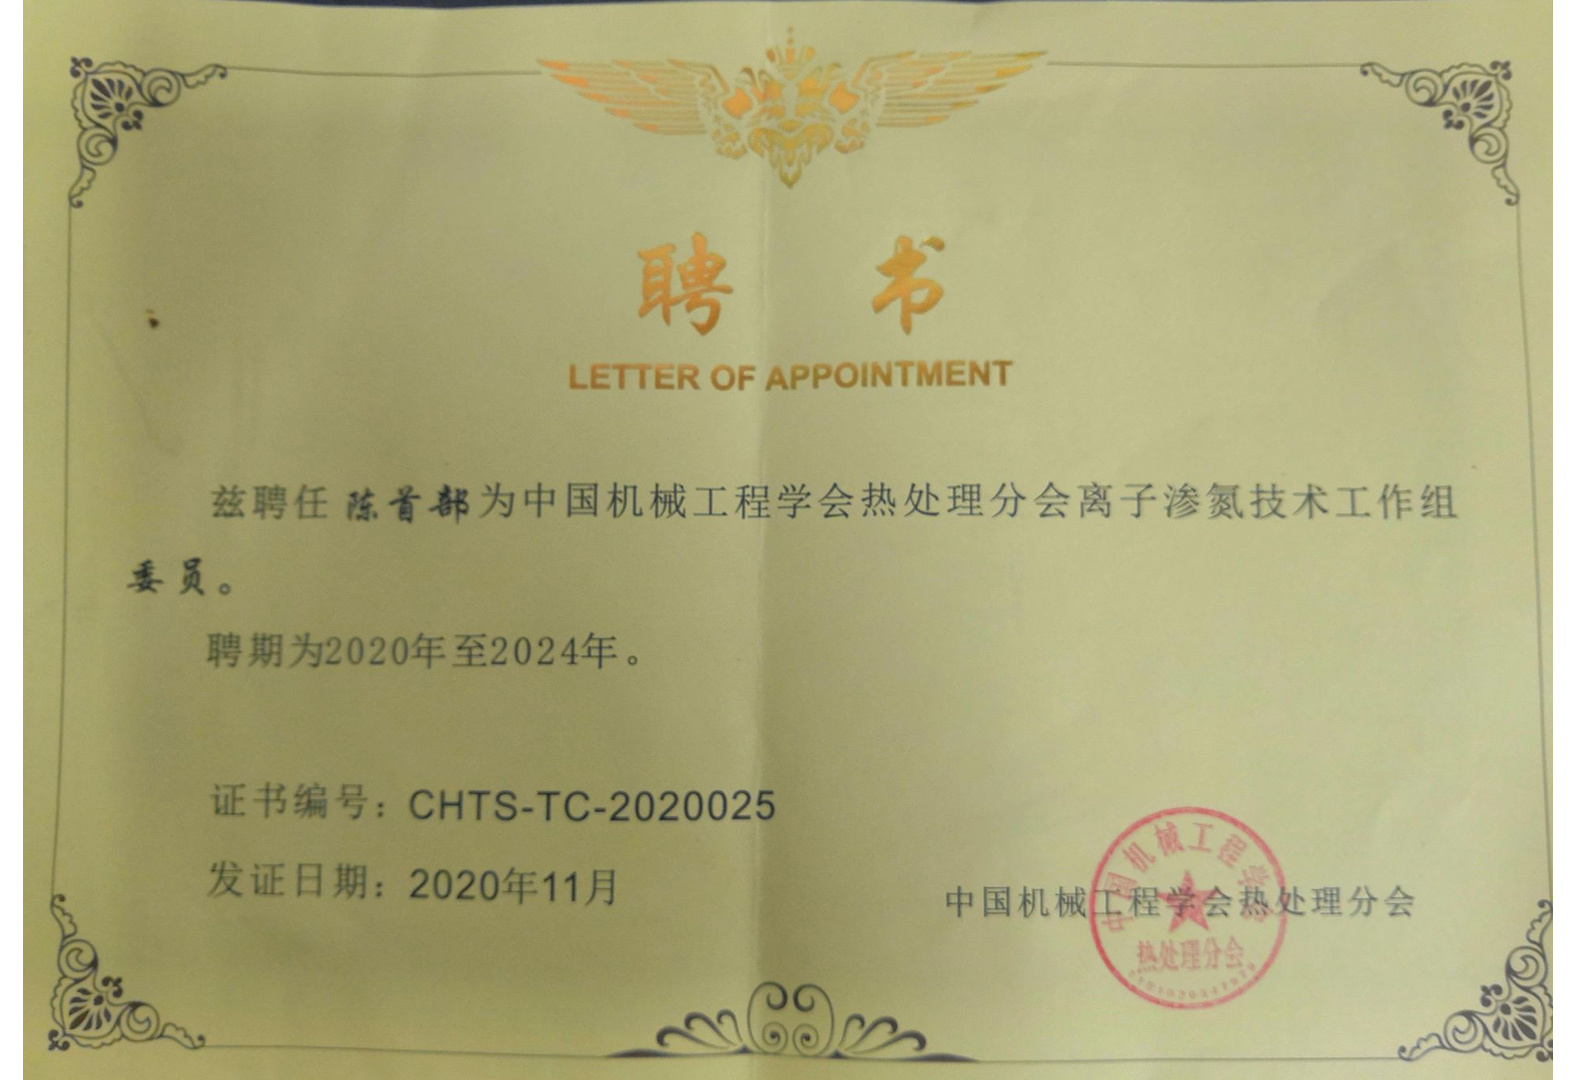 聘 书
LETTER OF APPOINTMENT
兹聘任 陈首部 为中国机械工程学会热处理分会离子渗氮技术工作组
委员。
聘期为2020年至2024年。
证书编号：CHTS-TC-2020025
发证日期：2020年11月
中国机械工程学会热处理分会
中国机械工程学会
热处理分会